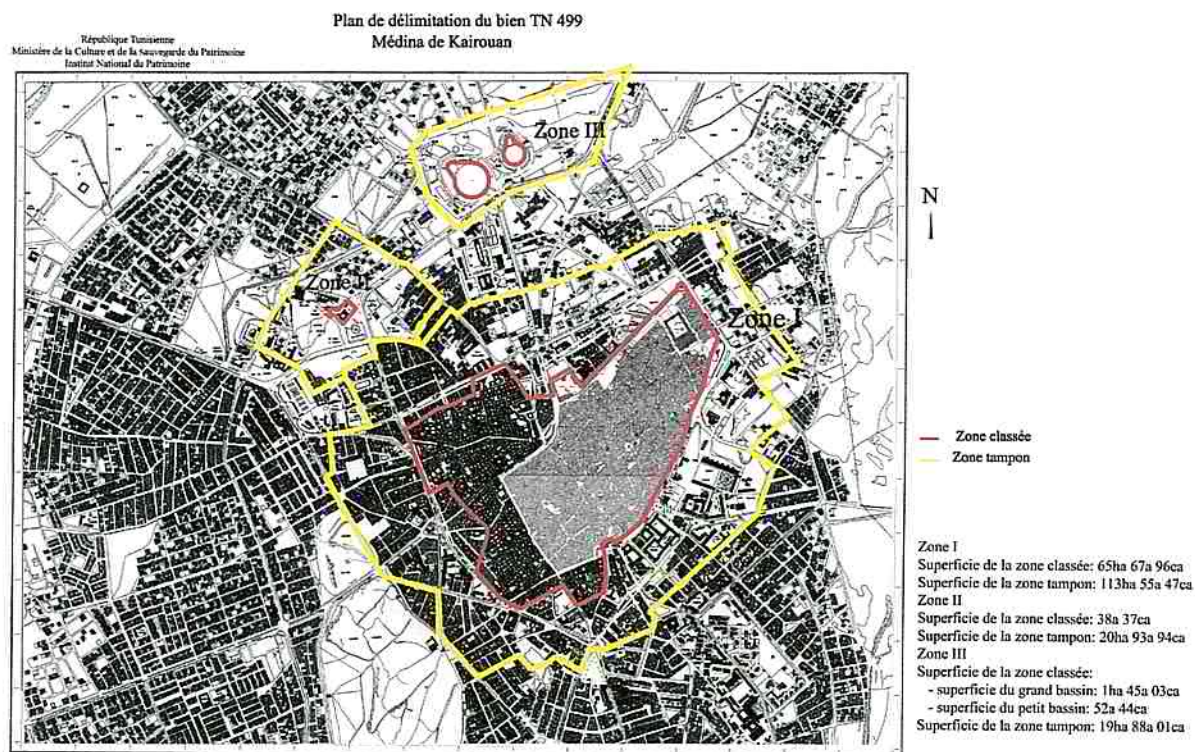 Plan de délimitation du bien TN 499
Médina de Kairouan
République Tunisienne
Ministère de la Culture et de la Sauvegarde du Patrimoine
Institut National du Patrimoine
Zone III
N
Zone II
Zone I
Zone classée
Zone tampon
Zone I
Superficie de la zone classée: 65ha 67a 96ca
Superficie de la zone tampon: 113ha 55a 47ca
Zone II
Superficie de la zone classée: 38a 37ca
Superficie de la zone tampon: 20ha 93a 94ca
Zone III
Superficie de la zone classée:
- superficie du grand bassin: 1ha 45a 03ca
- superficie du petit bassin: 52a 44ca
Superficie de la zone tampon: 19ha 88a 01ca